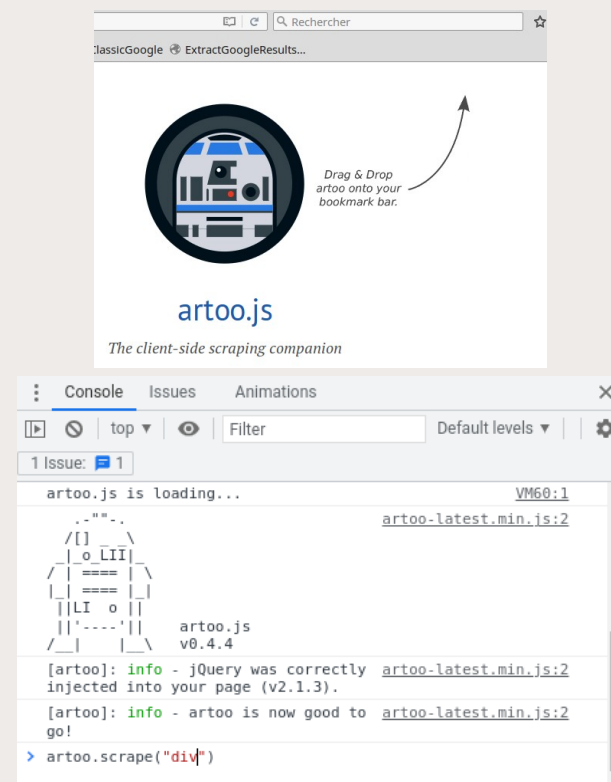 Rechercher
ClassicGoogle ExtractGoogleResults...
Drag & Drop
artoo onto your
bookmark bar.
artoo.js
The client-side scraping companion
Console Issues Animations
top ▼ Filter Default levels ▼
1 Issue: 1
artoo.js is loading... VM60:1
.-""-. artoo-latest.min.js:2
/[] _ _\
_|_o_LII|_
/ | ==== | \
|_| ==== |_|
||LI  o ||
||'----'|| artoo.js
/__|    |__\ v0.4.4
[artoo]: info - jQuery was correctly artoo-latest.min.js:2
injected into your page (v2.1.3).
[artoo]: info - artoo is now good to artoo-latest.min.js:2
go!
> artoo.scrape("div")